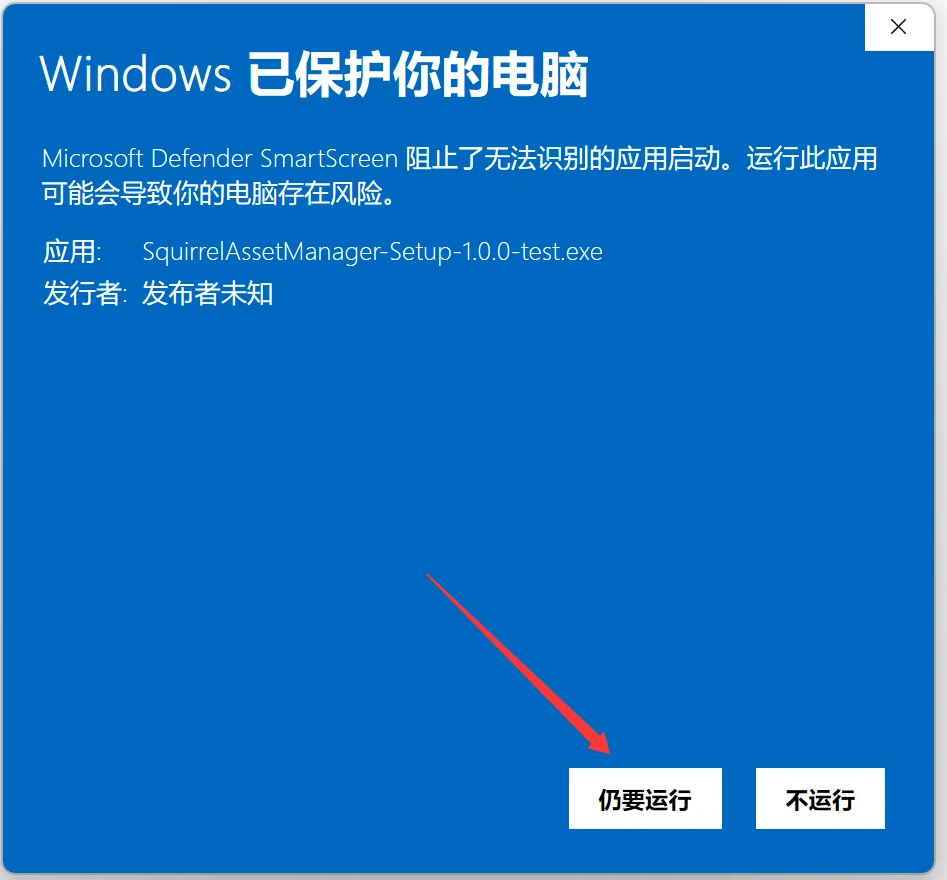 Windows 已保护你的电脑
Microsoft Defender SmartScreen 阻止了无法识别的应用启动。运行此应用
可能会导致你的电脑存在风险。
应用: SquirrelAssetManager-Setup-1.0.0-test.exe
发行者: 发布者未知
仍要运行 不运行